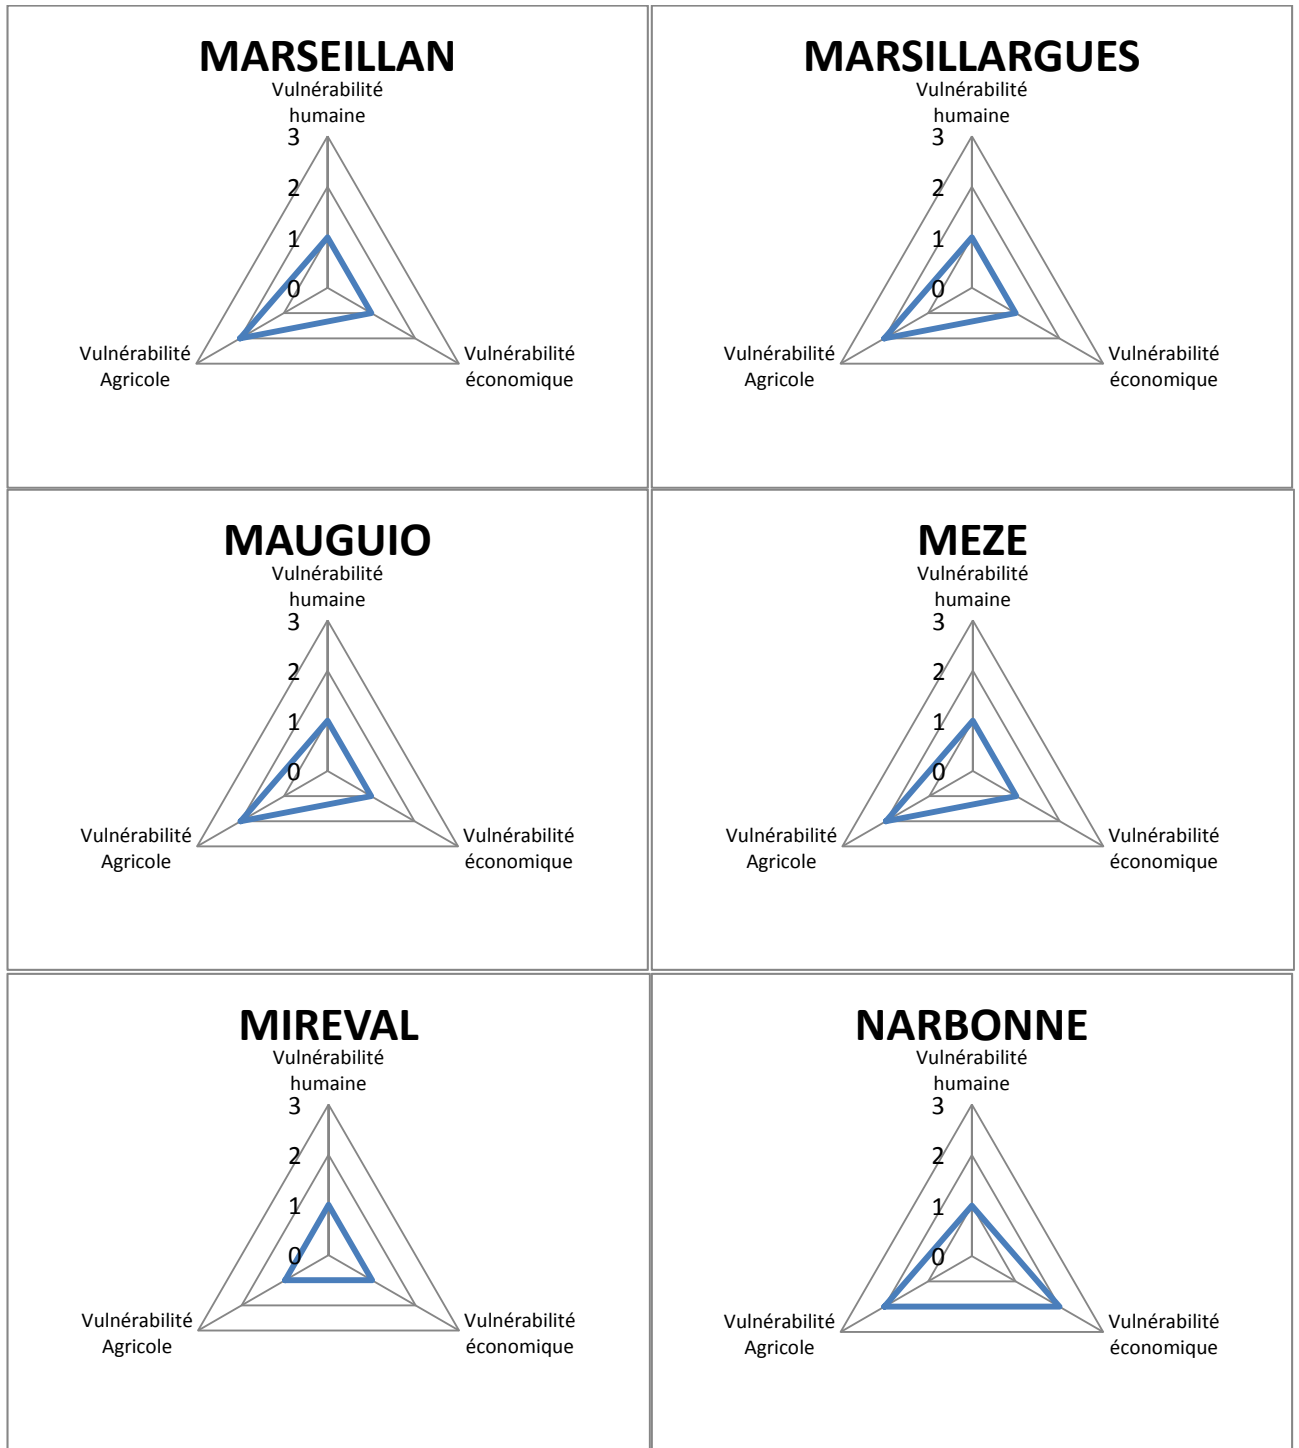 MARSEILLAN
Vulnérabilité
humaine
3
2
1
0
Vulnérabilité
Agricole
Vulnérabilité
économique
MARSILLARGUES
Vulnérabilité
humaine
3
2
1
0
Vulnérabilité
Agricole
Vulnérabilité
économique
MAUGUIO
Vulnérabilité
humaine
3
2
1
0
Vulnérabilité
Agricole
Vulnérabilité
économique
MEZE
Vulnérabilité
humaine
3
2
1
0
Vulnérabilité
Agricole
Vulnérabilité
économique
MIREVAL
Vulnérabilité
humaine
3
2
1
0
Vulnérabilité
Agricole
Vulnérabilité
économique
NARBONNE
Vulnérabilité
humaine
3
2
1
0
Vulnérabilité
Agricole
Vulnérabilité
économique